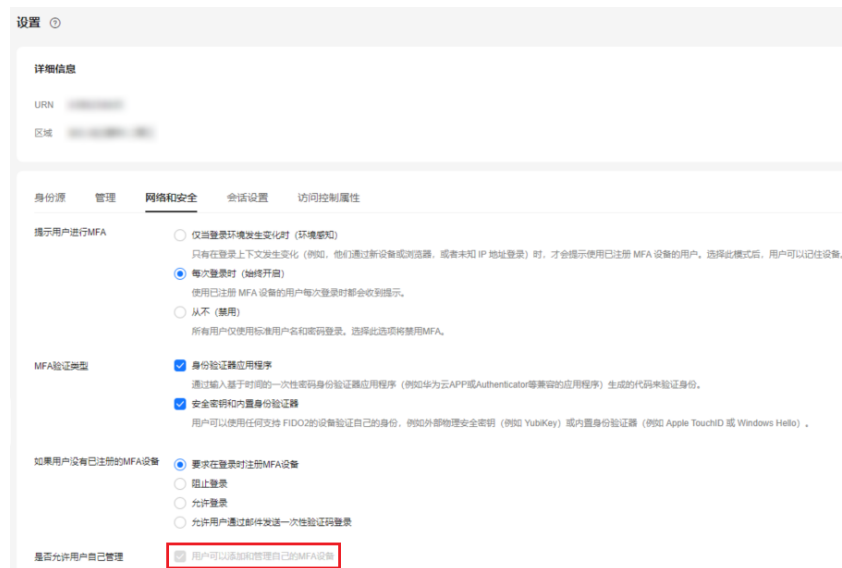 设置
详细信息
URN
区域
身份源 管理 网络和安全 会话设置 访问控制属性
提示用户进行MFA
仅当登录环境发生变化时（环境感知）
只有在登录上下文发生变化（例如，他们通过新设备或浏览器，或者未知 IP 地址登录）时，才会提示使用已注册 MFA 设备的用户。选择此模式后，用户可以记住设备。
每次登录时（始终开启）
使用已注册 MFA 设备的用户每次登录时都会收到提示。
从不（禁用）
所有用户仅使用标准用户名和密码登录。选择此选项将禁用MFA。
MFA验证类型
身份验证器应用程序
通过输入基于时间的一次性密码身份验证器应用程序（例如华为云APP或Authenticator等兼容的应用程序）生成的代码来验证身份。
安全密钥和内置身份验证器
用户可以使用任何支持 FIDO2的设备验证自己的身份，例如外部物理安全密钥（例如 YubiKey）或内置身份验证器（例如 Apple TouchID 或 Windows Hello）。
如果用户没有已注册的MFA设备
要求在登录时注册MFA设备
阻止登录
允许登录
允许用户通过邮件发送一次性验证码登录
是否允许用户自己管理
用户可以添加和管理自己的MFA设备